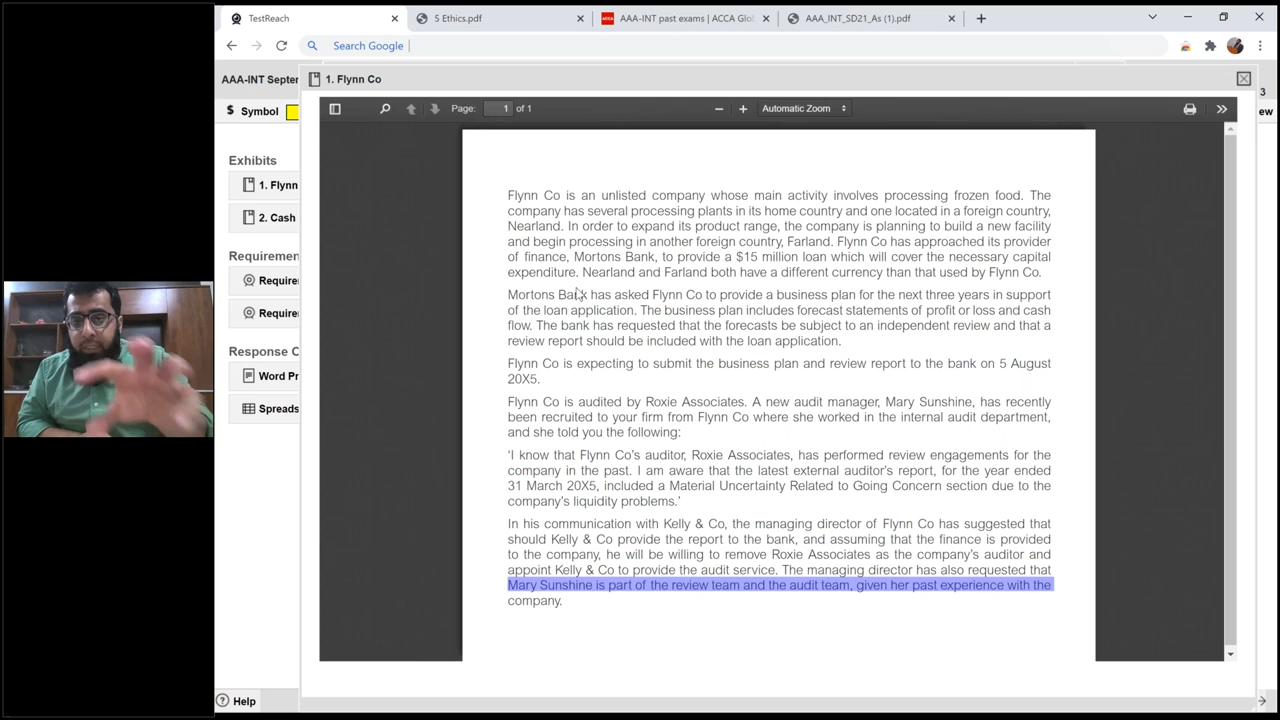 TestReach
5 Ethics.pdf
AAA-INT past exams | ACCA Glo
AAA_INT_SD21_As (1).pdf
Search Google
AAA-INT Septem
1. Flynn Co
3
$ Symbol
Page: 1 of 1
Automatic Zoom
ew
Exhibits
1. Flynn
2. Cash
Requirem
Requirem
Requirem
Response O
Word Pr
Spreads
Help
Flynn Co is an unlisted company whose main activity involves processing frozen food. The
company has several processing plants in its home country and one located in a foreign country,
Nearland. In order to expand its product range, the company is planning to build a new facility
and begin processing in another foreign country, Farland. Flynn Co has approached its provider
of finance, Mortons Bank, to provide a $15 million loan which will cover the necessary capital
expenditure. Nearland and Farland both have a different currency than that used by Flynn Co.
Mortons Bank has asked Flynn Co to provide a business plan for the next three years in support
of the loan application. The business plan includes forecast statements of profit or loss and cash
flow. The bank has requested that the forecasts be subject to an independent review and that a
review report should be included with the loan application.
Flynn Co is expecting to submit the business plan and review report to the bank on 5 August
20X5.
Flynn Co is audited by Roxie Associates. A new audit manager, Mary Sunshine, has recently
been recruited to your firm from Flynn Co where she worked in the internal audit department,
and she told you the following:
‘I know that Flynn Co’s auditor, Roxie Associates, has performed review engagements for the
company in the past. I am aware that the latest external auditor’s report, for the year ended
31 March 20X5, included a Material Uncertainty Related to Going Concern section due to the
company’s liquidity problems.’
In his communication with Kelly & Co, the managing director of Flynn Co has suggested that
should Kelly & Co provide the report to the bank, and assuming that the finance is provided
to the company, he will be willing to remove Roxie Associates as the company’s auditor and
appoint Kelly & Co to provide the audit service. The managing director has also requested that
Mary Sunshine is part of the review team and the audit team, given her past experience with the
company.